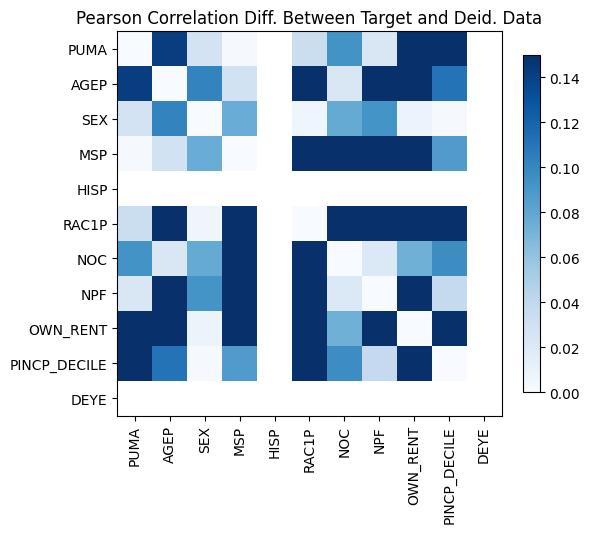 Pearson Correlation Diff. Between Target and Deid. Data
PUMA
AGEP
SEX
MSP
HISP
RAC1P
NOC
NPF
OWN_RENT
PINCP_DECILE
DEYE
PUMA
AGEP
SEX
MSP
HISP
RAC1P
NOC
NPF
OWN_RENT
PINCP_DECILE
DEYE
0.14
0.12
0.10
0.08
0.06
0.04
0.02
0.00